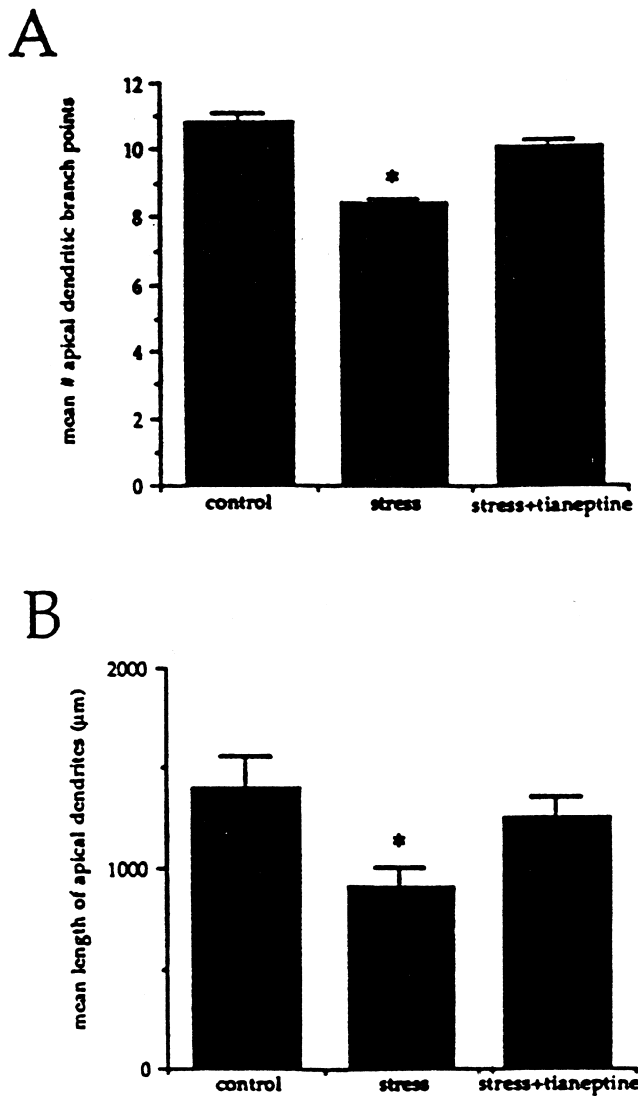 A
mean # apical dendritic branch points
12
10
8
6
4
2
0
*
control
stress
stress+tianeptine
B
mean length of apical dendrites (μm)
2000
1000
0
*
control
stress
stress+tianeptine